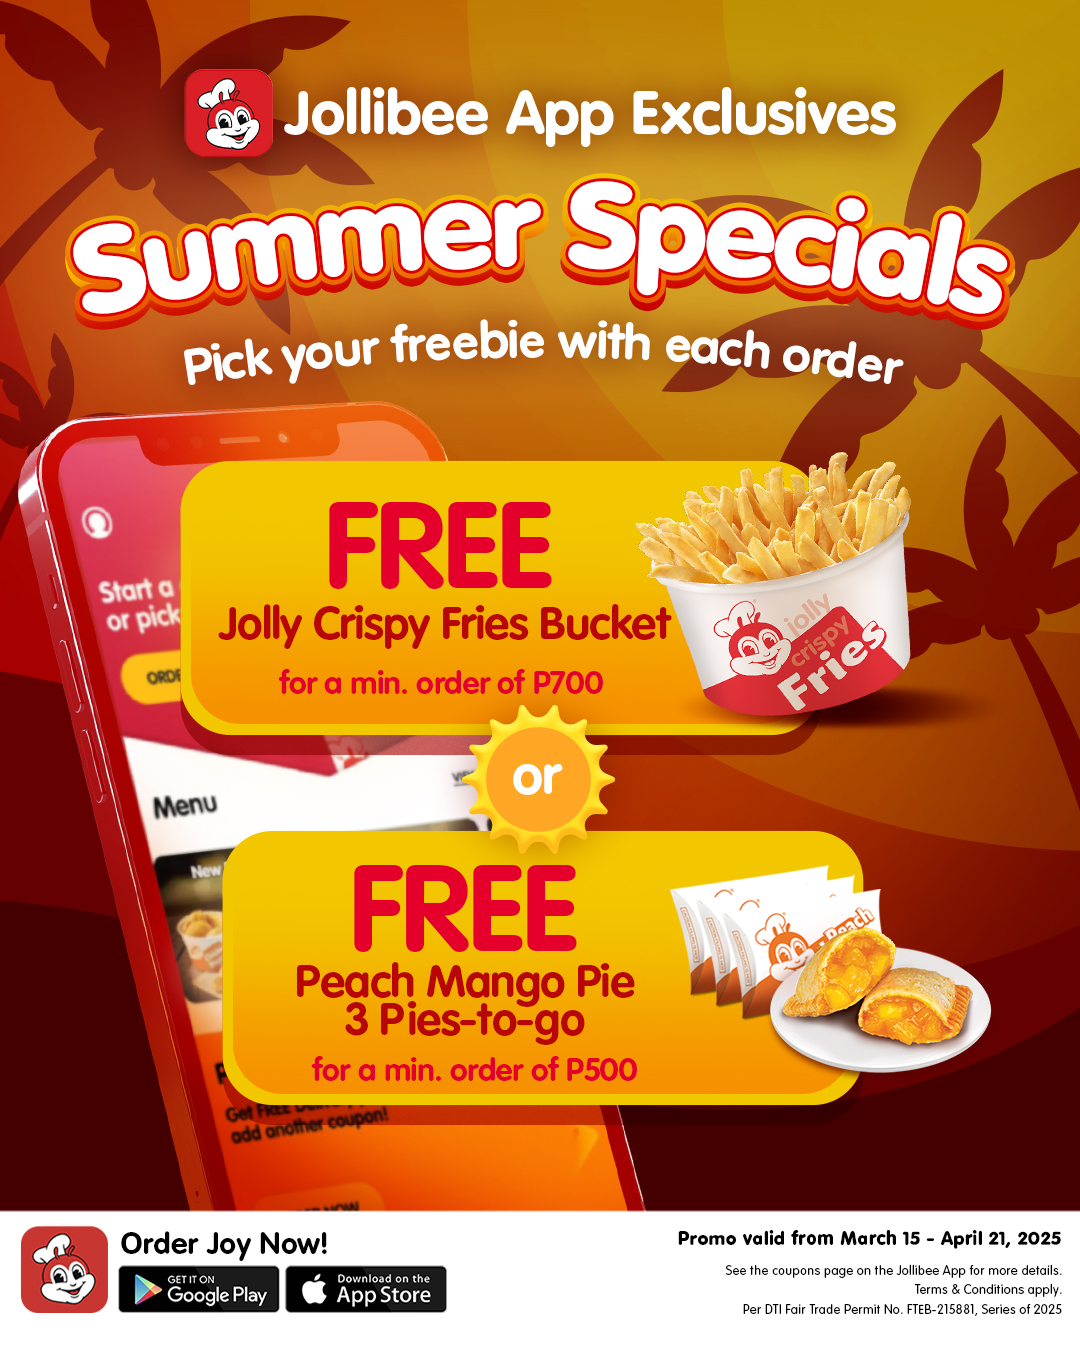 Jollibee App Exclusives
Summer Specials
Pick your freebie with each order
Start a
or pick
FREE
Jolly Crispy Fries Bucket
for a min. order of P700
jolly
crispy
Fries
or
Menu
New
FREE
Peach Mango Pie
3 Pies-to-go
for a min. order of P500
Peach
Get FREE
add another coupon!
Order Joy Now!
GET IT ON
Google Play
Download on the
App Store
Promo valid from March 15 - April 21, 2025
See the coupons page on the Jollibee App for more details.
Terms & Conditions apply.
Per DTI Fair Trade Permit No. FTEB-215881, Series of 2025